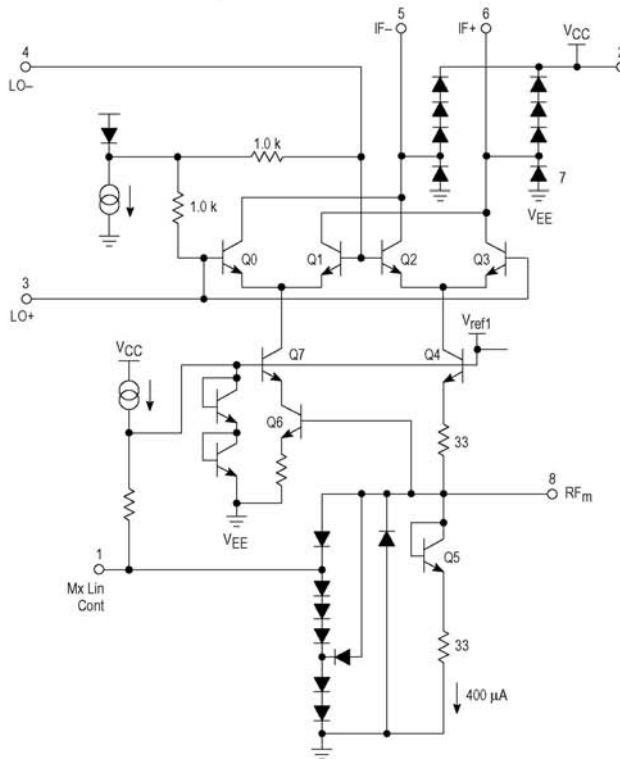 5
6
IF–
IF+
VCC
4
2
LO–
1.0 k
1.0 k
7
VEE
Q0
Q1
Q2
Q3
3
LO+
Vref1
VCC
Q7
Q4
Q6
33
8
RFm
VEE
Q5
1
Mx Lin
Cont
33
400 µA